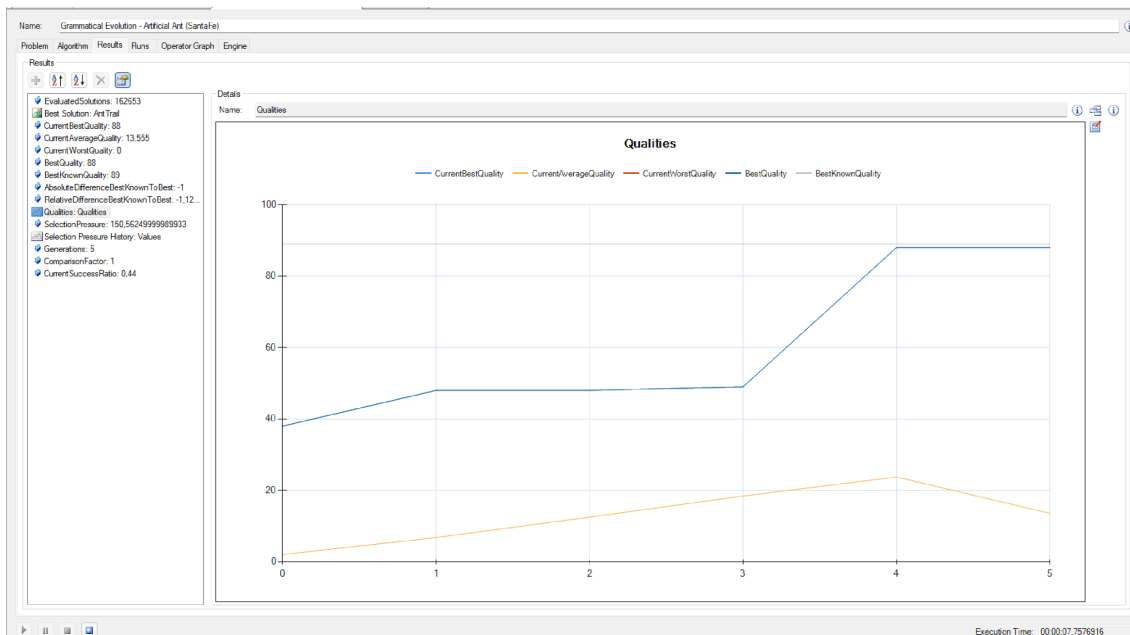 Name: Grammatical Evolution - Artificial Ant (SantaFe)
Problem Algorithm Results Runs Operator Graph Engine
Results
EvaluatedSolutions: 162653
Best Solution: AntTrail
CurrentBestQuality: 88
CurrentAverageQuality: 13,555
CurrentWorstQuality: 0
BestQuality: 88
BestKnownQuality: 89
AbsoluteDifferenceBestKnownToBest: -1
RelativeDifferenceBestKnownToBest: -1,12...
Qualities: Qualities
SelectionPressure: 150,56249999989933
Selection Pressure History: Values
Generations: 5
ComparisonFactor: 1
CurrentSuccessRatio: 0,44
Details
Name: Qualities
Qualities
CurrentBestQuality CurrentAverageQuality CurrentWorstQuality BestQuality BestKnownQuality
100
80
60
40
20
0
0 1 2 3 4 5
Execution Time: 00:00:07.7576916